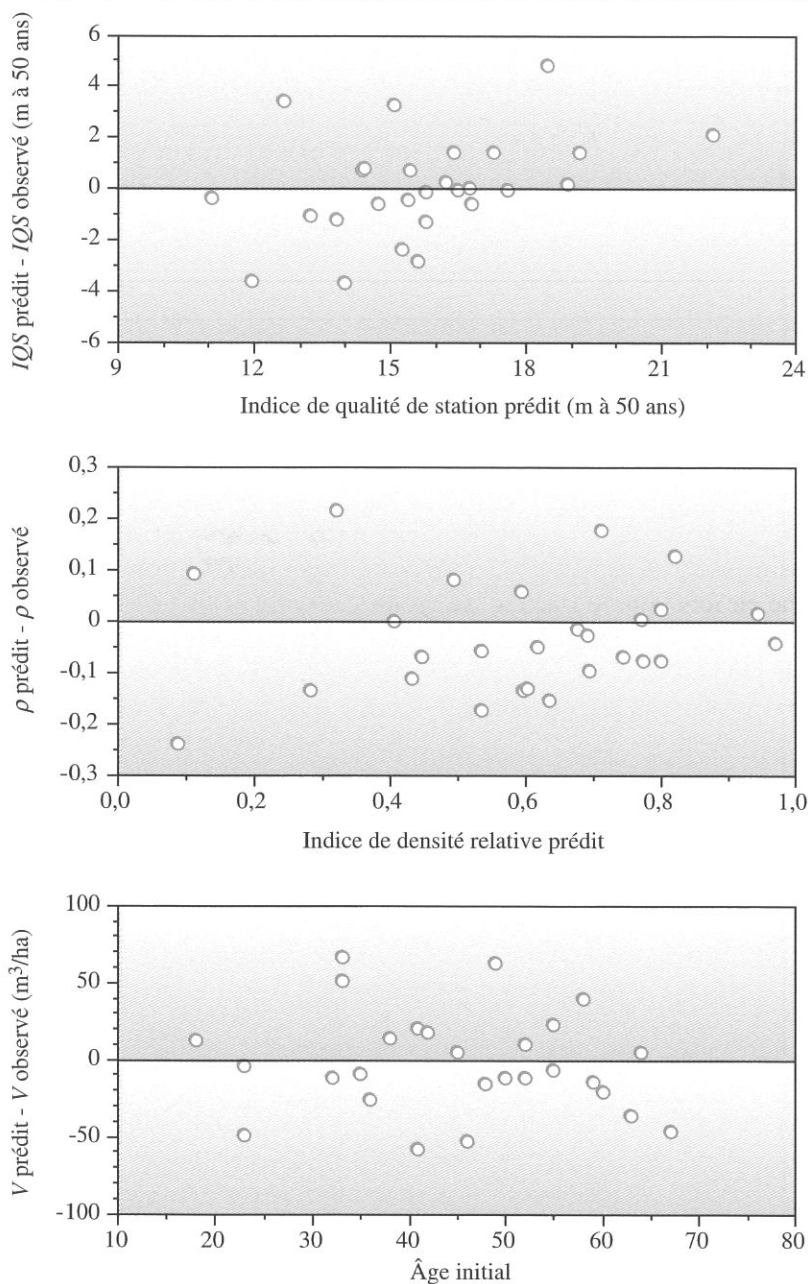 IQS prédit - IQS observé (m à 50 ans)
6
4
2
0
-2
-4
-6
9 12 15 18 21 24
Indice de qualité de station prédit (m à 50 ans)
ρ prédit - ρ observé
0,3
0,2
0,1
0
-0,1
-0,2
-0,3
0,0 0,2 0,4 0,6 0,8 1,0
Indice de densité relative prédit
V prédit - V observé (m³/ha)
100
50
0
-50
-100
10 20 30 40 50 60 70 80
Âge initial